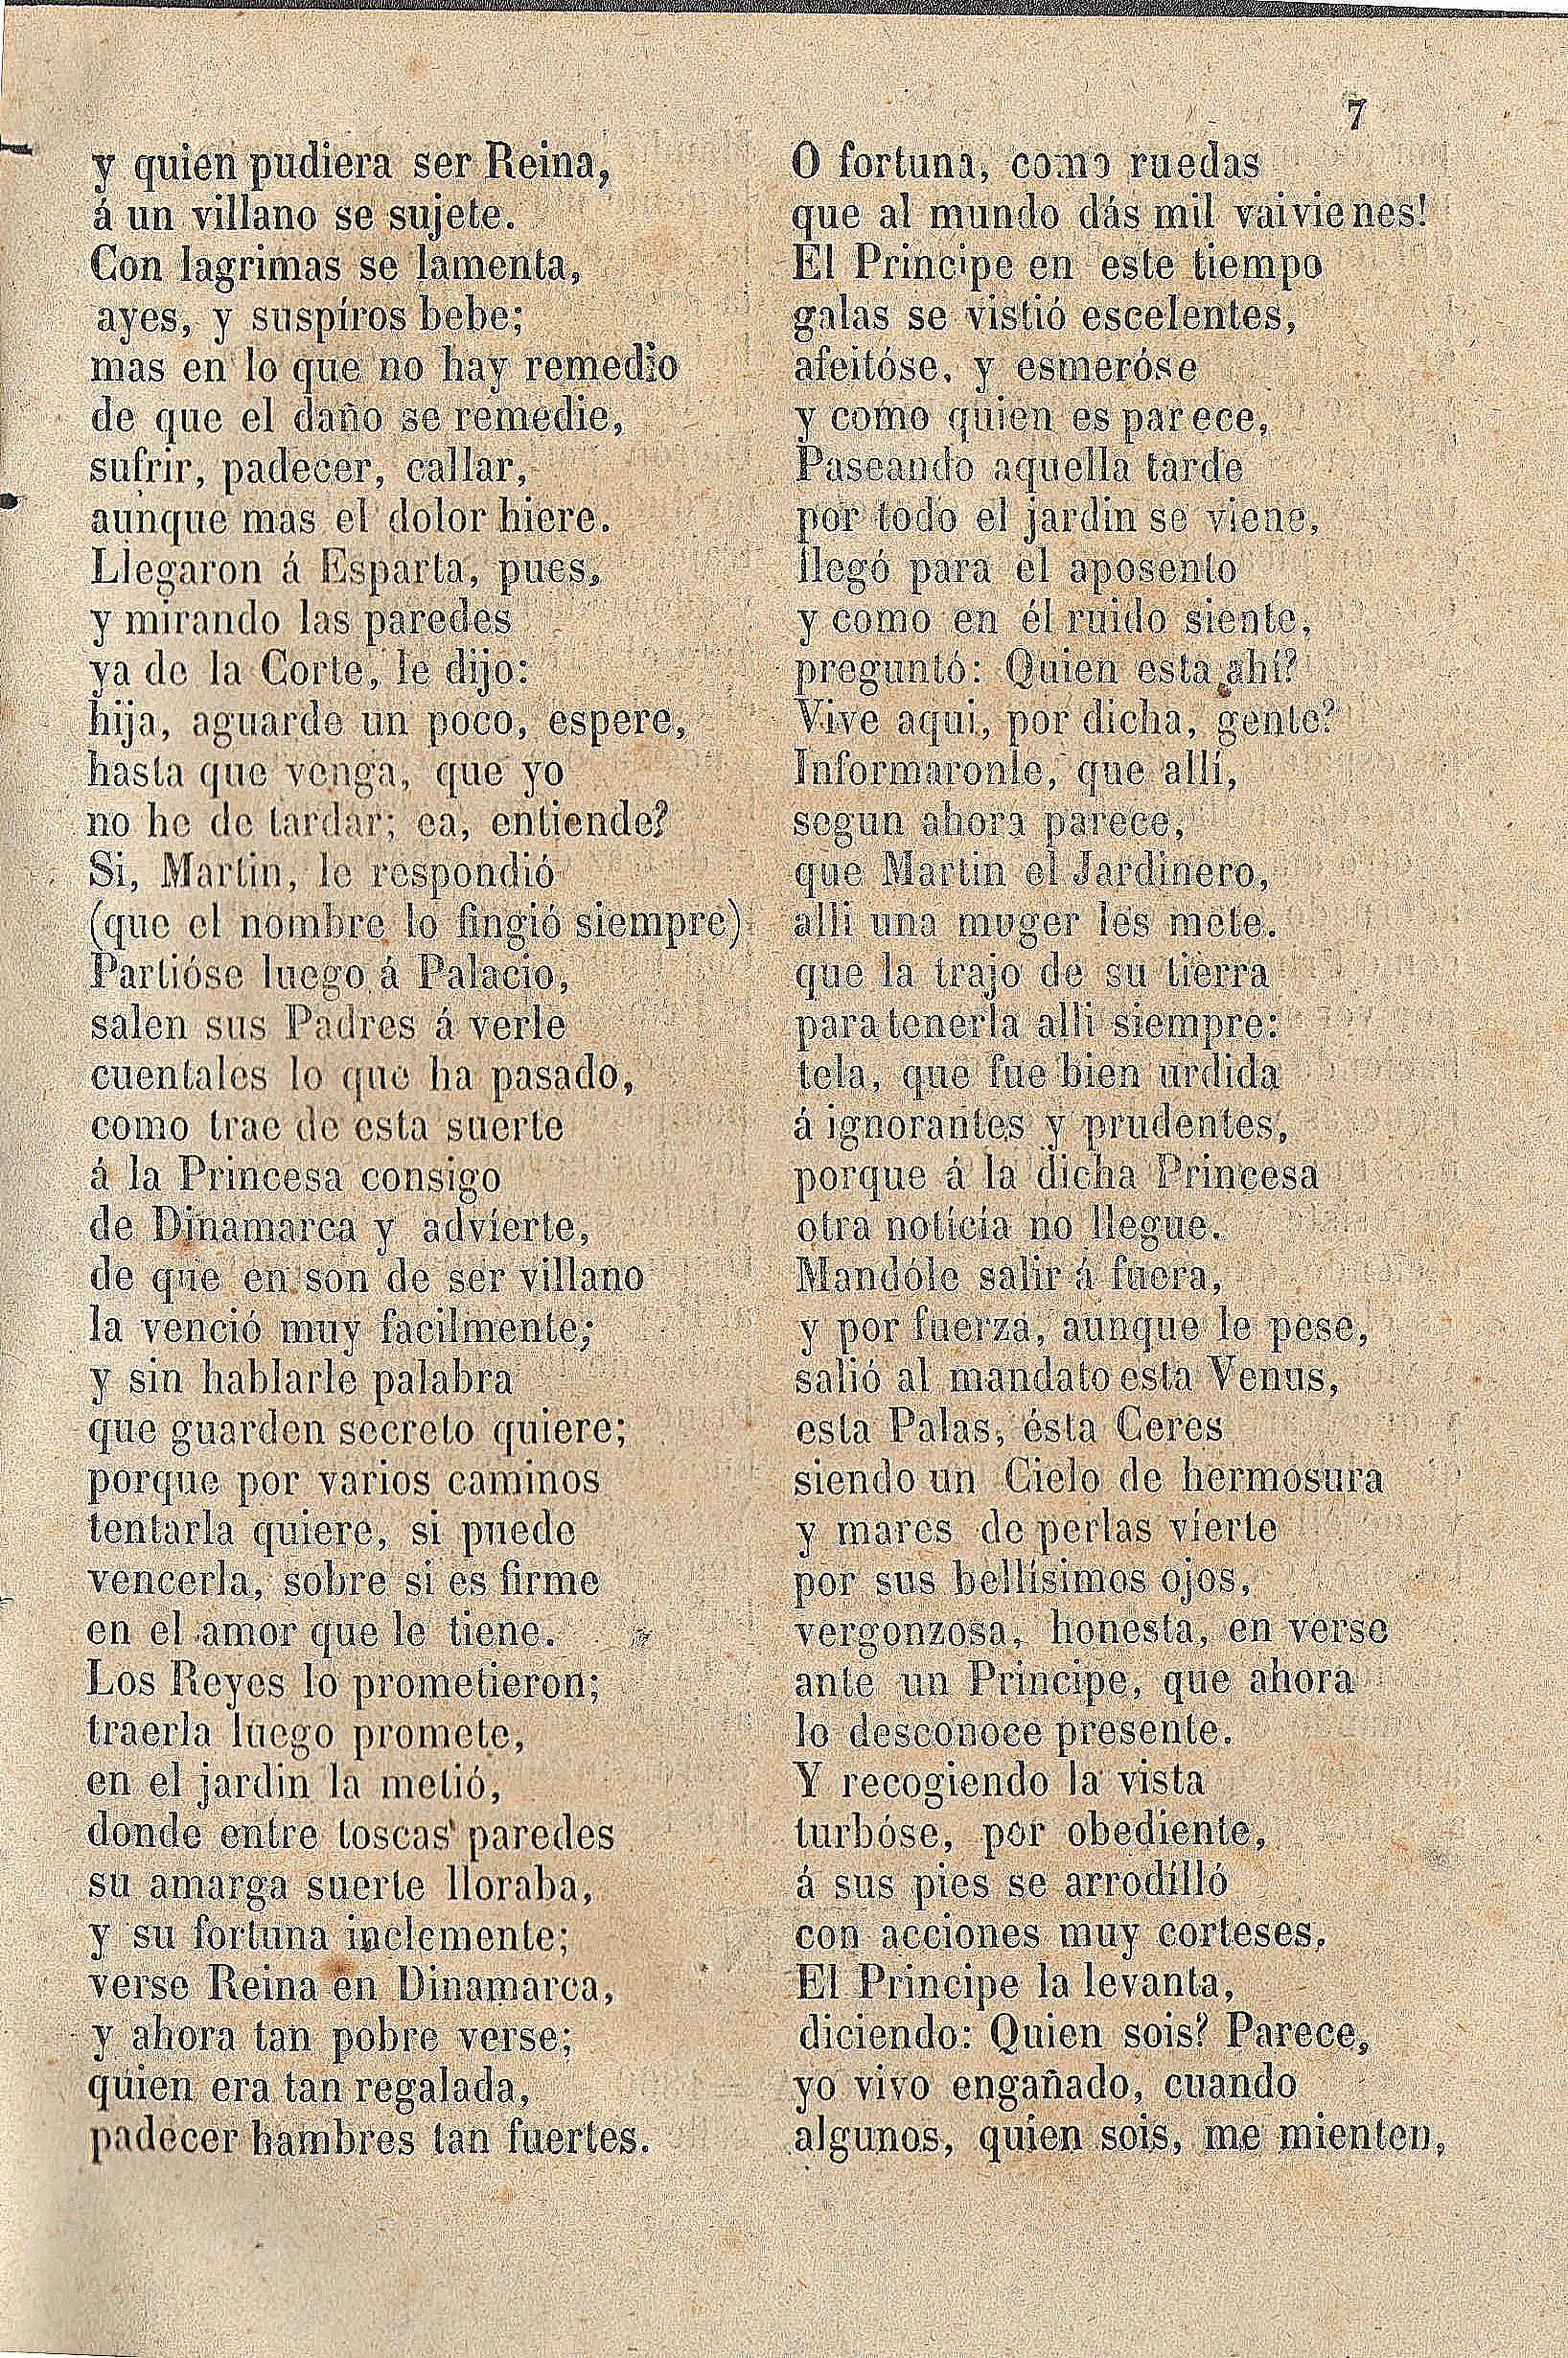 7
y quien pudiera ser Reina,
á un villano se sujete.
Con lagrimas se lamenta,
ayes, y suspíros bebe;
mas en lo que no hay remedio
de que el daño se remedie,
sufrir, padecer, callar,
aunque mas el dolor hiere.
Llegaron á Esparta, pues,
y mirando las paredes
ya de la Corte, le dijo:
hija, aguarde un poco, espere,
hasta que venga, que yo
no he de tardar; ea, entiende?
Si, Martin, le respondió
(que el nombre lo fingió siempre)
Partióse luego á Palacio,
salen sus Padres á verle
cuentales lo que ha pasado,
como trae de esta suerte
á la Princesa consigo
de Dinamarca y advíerte,
de que en son de ser villano
la venció muy facilmente;
y sin hablarle palabra
que guarden secreto quiere;
porque por varios caminos
tentarla quiere, si puede
vencerla, sobre si es firme
en el amor que le tiene.
Los Reyes lo prometieron;
traerla luego promete,
en el jardin la metió,
donde entre toscas paredes
su amarga suerte lloraba,
y su fortuna inclemente;
verse Reina en Dinamarca,
y ahora tan pobre verse;
quien era tan regalada,
padecer hambres tan fuertes.
O fortuna, como ruedas
que al mundo dás mil vaivienes!
El Principe en este tiempo
galas se vistió escelentes,
afeitóse, y esmeróse
y como quien es parece,
Paseando aquella tarde
por todo el jardin se viene,
llegó para el aposento
y como en él ruido siente,
preguntó: Quien esta ahí?
Vive aqui, por dicha, gente?
Informaronle, que allí,
segun ahora parece,
que Martin el Jardinero,
alli una muger les mete.
que la trajo de su tierra
para tenerla alli siempre:
tela, que fue bien urdida
á ignorantes y prudentes,
porque á la dicha Princesa
otra notícia no llegue.
Mandóle salir á fuera,
y por fuerza, aunque le pese,
salió al mandato esta Venus,
esta Palas, ésta Ceres
siendo un Cielo de hermosura
y mares de perlas víerte
por sus bellísimos ojos,
vergonzosa, honesta, en verse
ante un Principe, que ahora
lo desconoce presente.
Y recogiendo la vista
turbóse, por obediente,
á sus pies se arrodílló
con acciones muy corteses,
El Principe la levanta,
diciendo: Quien sois? Parece,
yo vivo engañado, cuando
algunos, quien sois, me mienten,